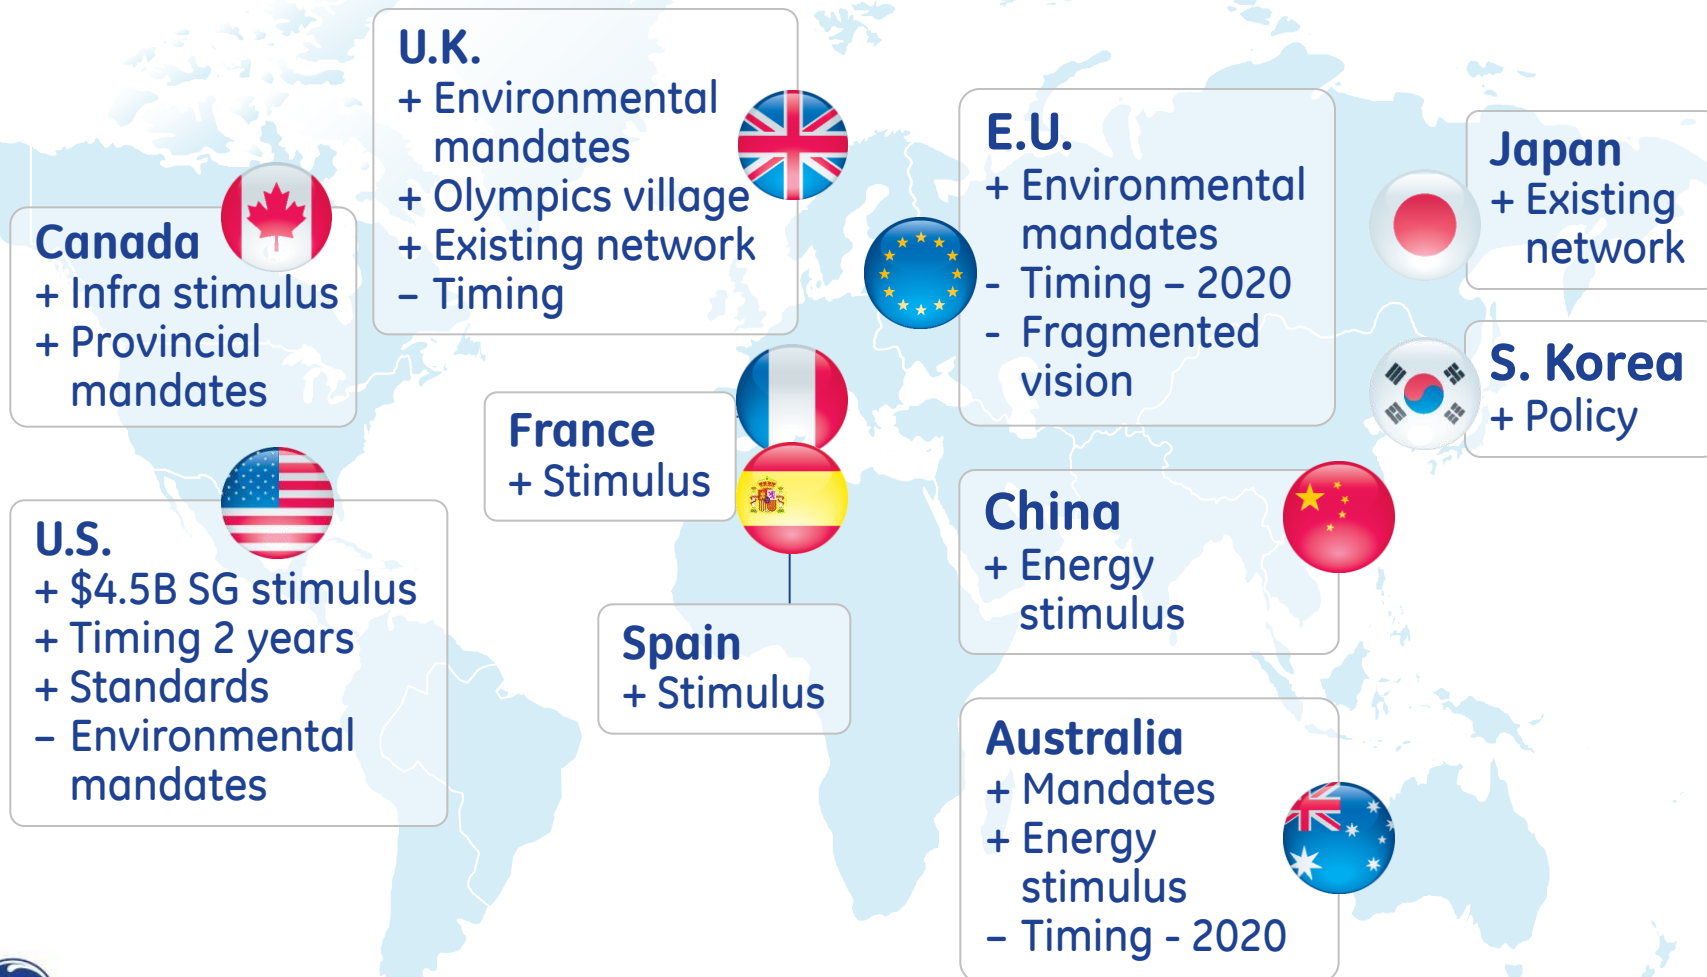 U.K.
+ Environmental
mandates
+ Olympics village
+ Existing network
– Timing
Canada
+ Infra stimulus
+ Provincial
mandates
U.S.
+ $4.5B SG stimulus
+ Timing 2 years
+ Standards
– Environmental
mandates
France
+ Stimulus
Spain
+ Stimulus
E.U.
+ Environmental
mandates
- Timing – 2020
- Fragmented
vision
Japan
+ Existing
network
S. Korea
+ Policy
China
+ Energy
stimulus
Australia
+ Mandates
+ Energy
stimulus
– Timing - 2020